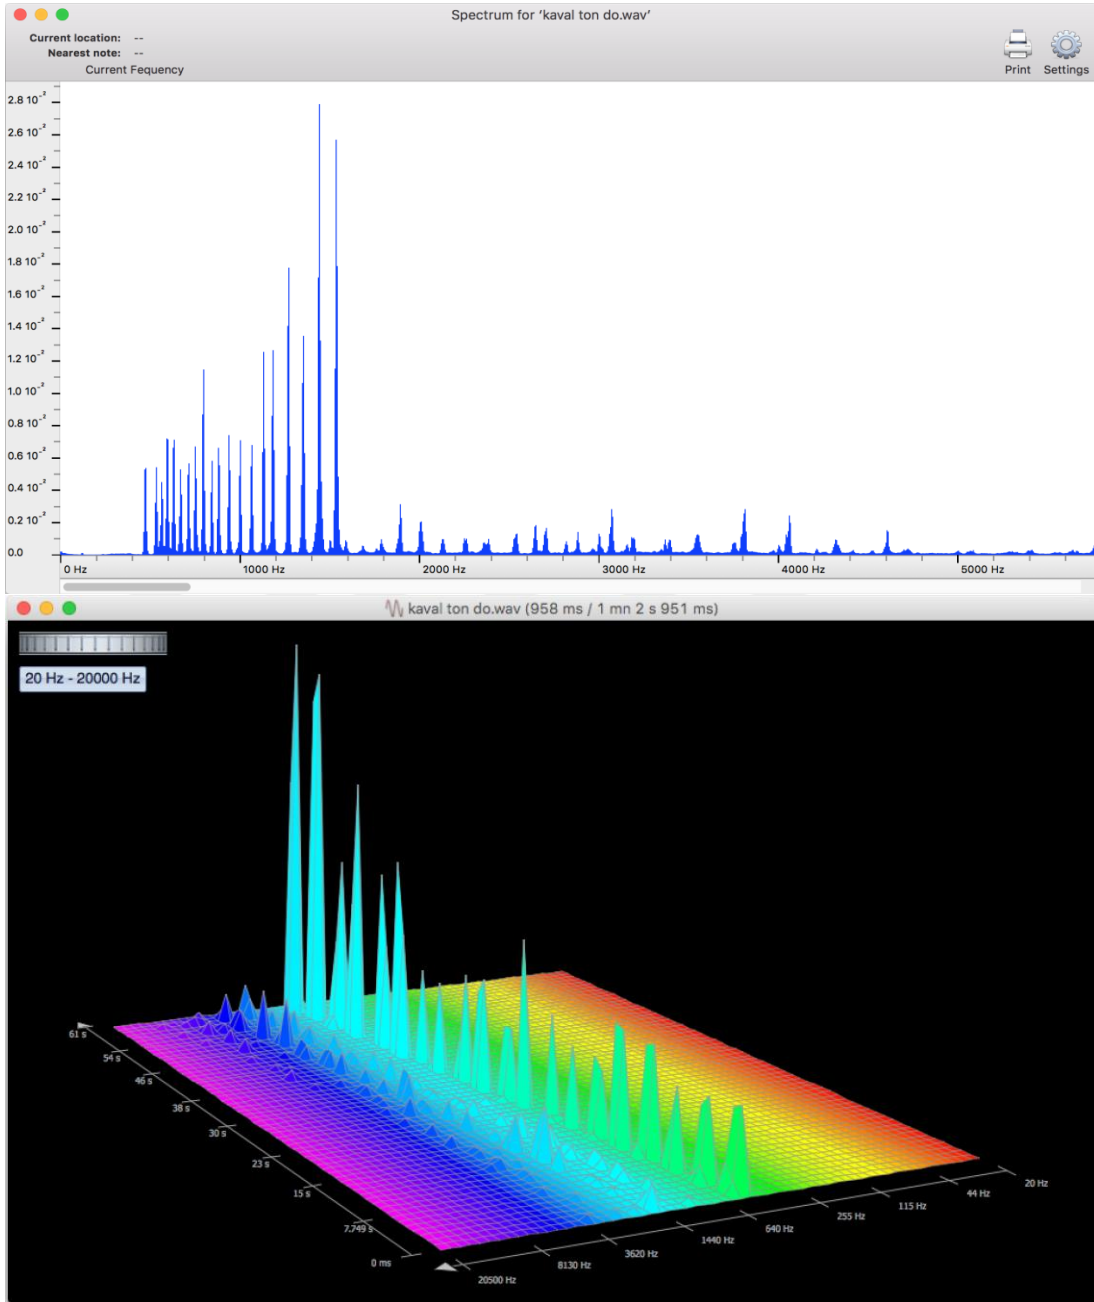 Spectrum for 'kaval ton do.wav'
Current location: --
Nearest note: --
Current Fequency
Print Settings
2.8 10⁻²
2.6 10⁻²
2.4 10⁻²
2.2 10⁻²
2.0 10⁻²
1.8 10⁻²
1.6 10⁻²
1.4 10⁻²
1.2 10⁻²
1.0 10⁻²
0.8 10⁻²
0.6 10⁻²
0.4 10⁻²
0.2 10⁻²
0.0
0 Hz 1000 Hz 2000 Hz 3000 Hz 4000 Hz 5000 Hz
kaval ton do.wav (958 ms / 1 mn 2 s 951 ms)
20 Hz - 20000 Hz
61 s
54 s
46 s
38 s
30 s
23 s
15 s
7.749 s
0 ms
20500 Hz
8130 Hz
3620 Hz
1440 Hz
640 Hz
255 Hz
115 Hz
44 Hz
20 Hz